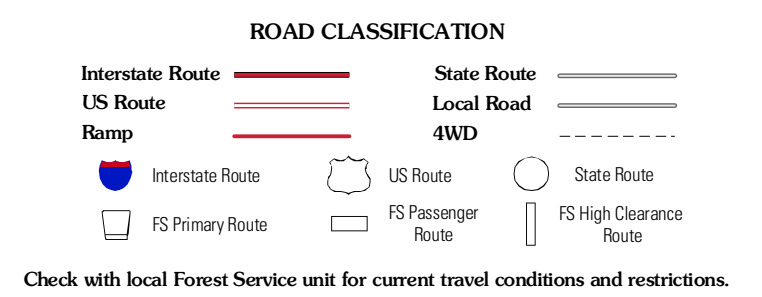 ROAD CLASSIFICATION
Interstate Route
State Route
US Route
Local Road
Ramp
4WD
Interstate Route
US Route
State Route
FS Primary Route
FS Passenger
Route
FS High Clearance
Route
Check with local Forest Service unit for current travel conditions and restrictions.